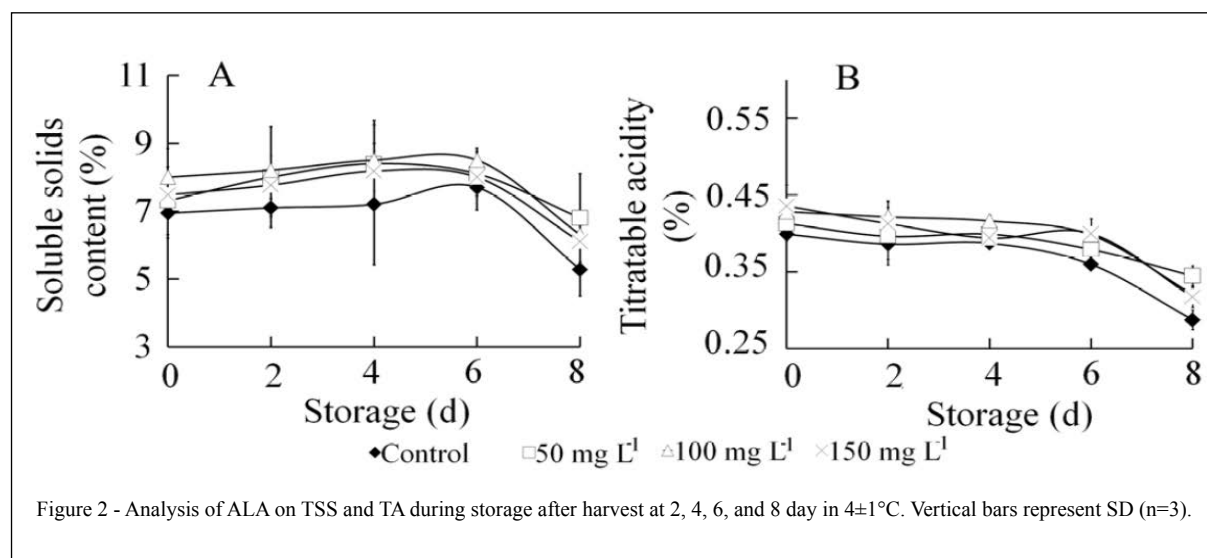 A
Soluble solids
content (%)
11
9
7
5
3
0 2 4 6 8
Storage (d)
B
Titratable acidity
(%)
0.55
0.45
0.35
0.25
0 2 4 6 8
Storage (d)
Control 50 mg L⁻¹ 100 mg L⁻¹ 150 mg L⁻¹
Figure 2 - Analysis of ALA on TSS and TA during storage after harvest at 2, 4, 6, and 8 day in 4±1°C. Vertical bars represent SD (n=3).